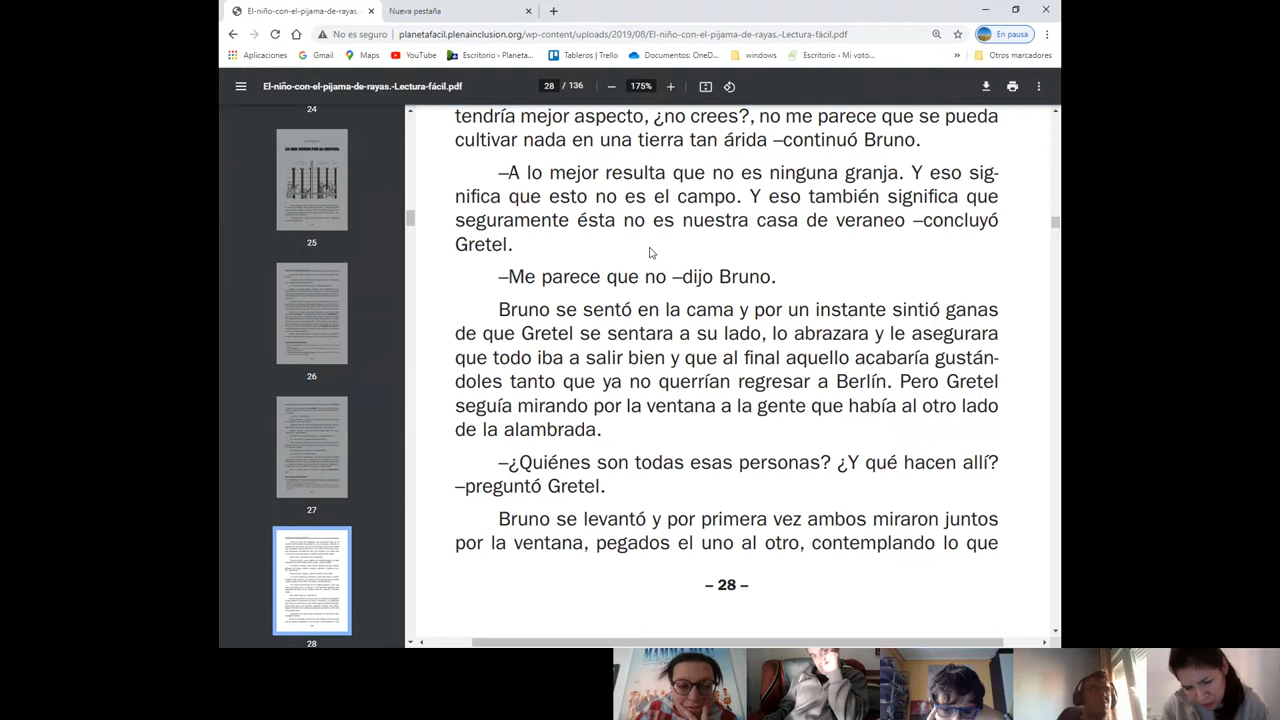 El-niño-con-el-pijama-de-rayas.-
Nueva pestaña
No es seguro
planetafacil.plenainclusion.org/wp-content/uploads/2019/08/El-niño-con-el-pijama-de-rayas.-Lectura-fácil.pdf
En pausa
Aplicaciones
Gmail
Maps
YouTube
Escritorio < Planeta...
Tableros | Trello
Documentos: OneD...
windows
Escritorio ‹ Mi voto...
»
Otros marcadores
El-niño-con-el-pijama-de-rayas.-Lectura-fácil.pdf
28 / 136
175%
24
25
26
27
28
tendría mejor aspecto, ¿no crees?, no me parece que se pueda
cultivar nada en una tierra tan árida –continuó Bruno.
–A lo mejor resulta que no es ninguna granja. Y eso sig-
nifica que esto no es el campo. Y eso también significa que
seguramente esta no es nuestra casa de veraneo –concluyó
Gretel.
–Me parece que no –dijo Bruno.
Bruno se sentó en la cama y por un instante sintió ganas
de que Gretel se sentara a su lado, lo abrazara y le asegurara
que todo iba a salir bien y que al final aquello acabaría gustán-
doles tanto que ya no querrían regresar a Berlín. Pero Gretel
seguía mirando por la ventana a la gente que había al otro lado
de la alambrada.
–¿Quiénes son todas esas personas? ¿Y qué hacen allí?
–preguntó Gretel.
Bruno se levantó y por primera vez ambos miraron juntos
por la ventana, pegados el uno al otro, contemplando lo que
– 28 –